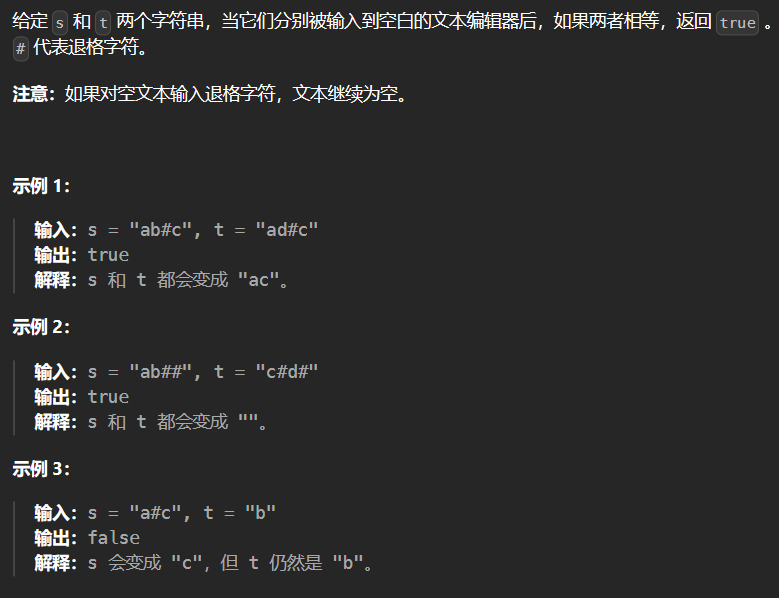 给定 s 和 t 两个字符串，当它们分别被输入到空白的文本编辑器后，如果两者相等，返回 true 。
# 代表退格字符。
注意：如果对空文本输入退格字符，文本继续为空。
示例 1：
输入：s = "ab#c", t = "ad#c"
输出：true
解释：s 和 t 都会变成 "ac"。
示例 2：
输入：s = "ab##", t = "c#d#"
输出：true
解释：s 和 t 都会变成 ""。
示例 3：
输入：s = "a#c", t = "b"
输出：false
解释：s 会变成 "c"，但 t 仍然是 "b"。